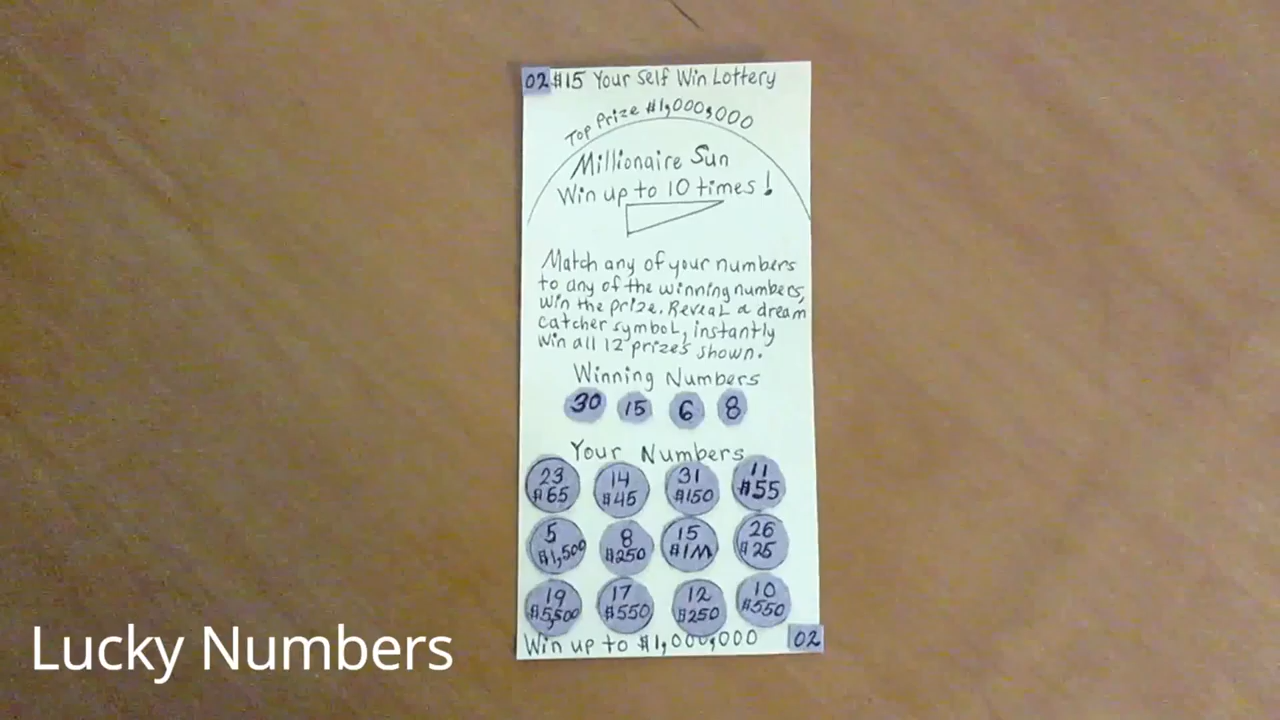 02 $15 Your Self Win Lottery
Top Prize $1,000,000
Millionaire Sun
Win up to 10 times!
Match any of your numbers
to any of the winning numbers,
win the prize. Reveal a dream
catcher symbol, instantly
win all 12 prizes shown.
Winning Numbers
30 15 6 8
Your Numbers
23 14 31 11
$65 $45 $150 $55
5 8 15 26
$1,500 $250 $1M $25
19 17 12 10
$5,500 $550 $250 $550
Win up to $1,000,000 02
Lucky Numbers